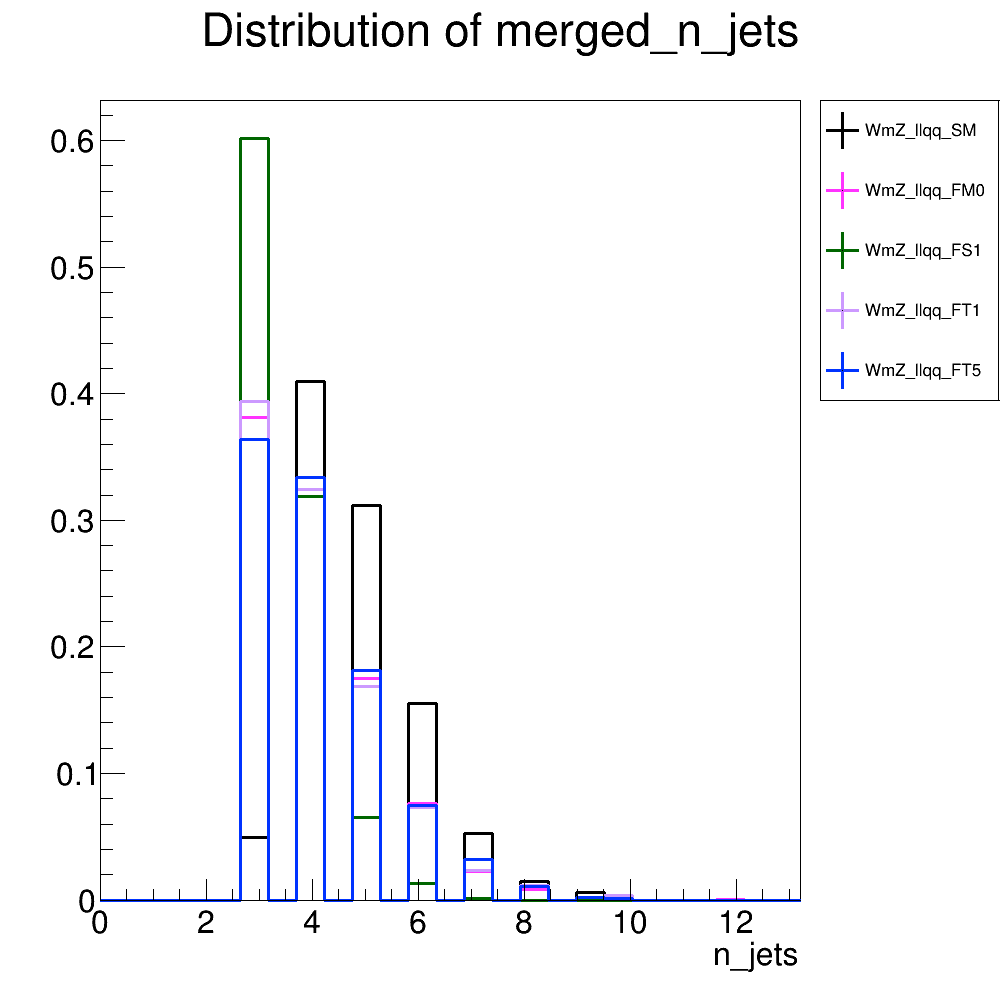 Distribution of merged_n_jets
0.6
0.5
0.4
0.3
0.2
0.1
0
0 2 4 6 8 10 12
n_jets
WmZ_llqq_SM
WmZ_llqq_FM0
WmZ_llqq_FS1
WmZ_llqq_FT1
WmZ_llqq_FT5